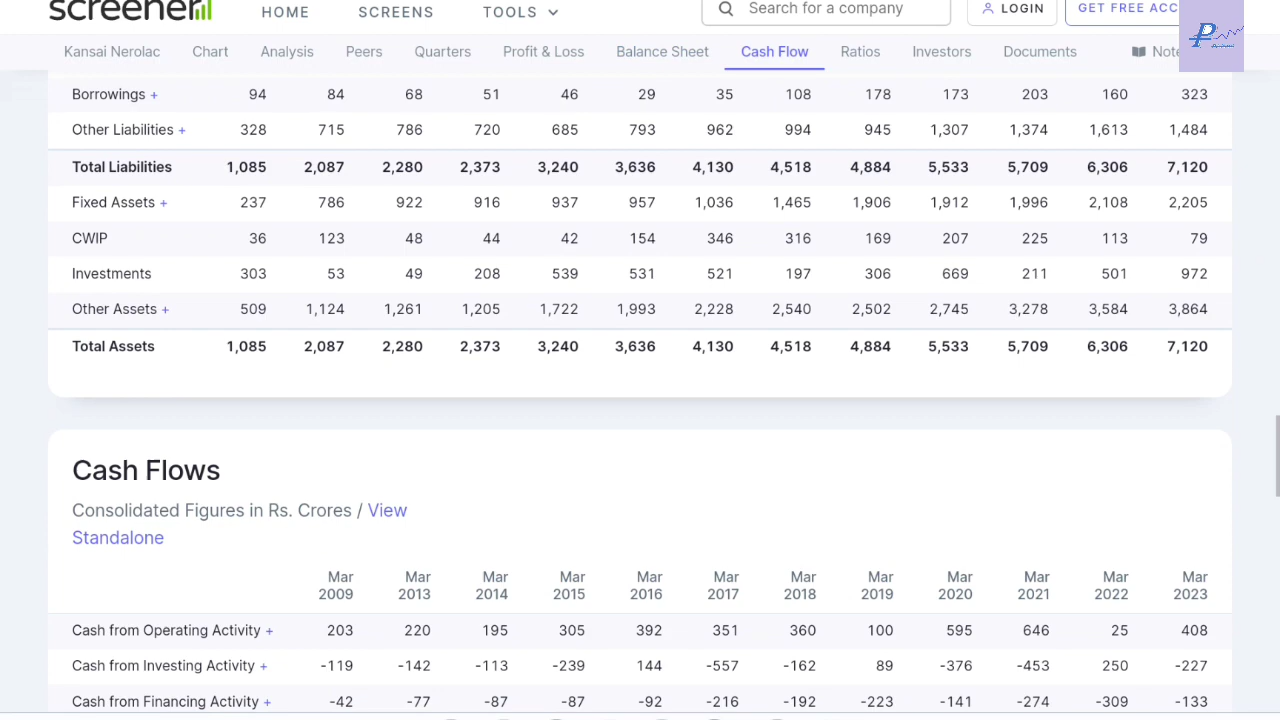 screener
HOME SCREENS TOOLS Search for a company LOGIN GET FREE ACC
Kansai Nerolac Chart Analysis Peers Quarters Profit & Loss Balance Sheet Cash Flow Ratios Investors Documents Note
Borrowings + 94 84 68 51 46 29 35 108 178 173 203 160 323
Other Liabilities + 328 715 786 720 685 793 962 994 945 1,307 1,374 1,613 1,484
Total Liabilities 1,085 2,087 2,280 2,373 3,240 3,636 4,130 4,518 4,884 5,533 5,709 6,306 7,120
Fixed Assets + 237 786 922 916 937 957 1,036 1,465 1,906 1,912 1,996 2,108 2,205
CWIP 36 123 48 44 42 154 346 316 169 207 225 113 79
Investments 303 53 49 208 539 531 521 197 306 669 211 501 972
Other Assets + 509 1,124 1,261 1,205 1,722 1,993 2,228 2,540 2,502 2,745 3,278 3,584 3,864
Total Assets 1,085 2,087 2,280 2,373 3,240 3,636 4,130 4,518 4,884 5,533 5,709 6,306 7,120
Cash Flows
Consolidated Figures in Rs. Crores / View
Standalone
Mar Mar Mar Mar Mar Mar Mar Mar Mar Mar Mar Mar
2009 2013 2014 2015 2016 2017 2018 2019 2020 2021 2022 2023
Cash from Operating Activity + 203 220 195 305 392 351 360 100 595 646 25 408
Cash from Investing Activity + -119 -142 -113 -239 144 -557 -162 89 -376 -453 250 -227
Cash from Financing Activity + -42 -77 -87 -87 -92 -216 -192 -223 -141 -274 -309 -133